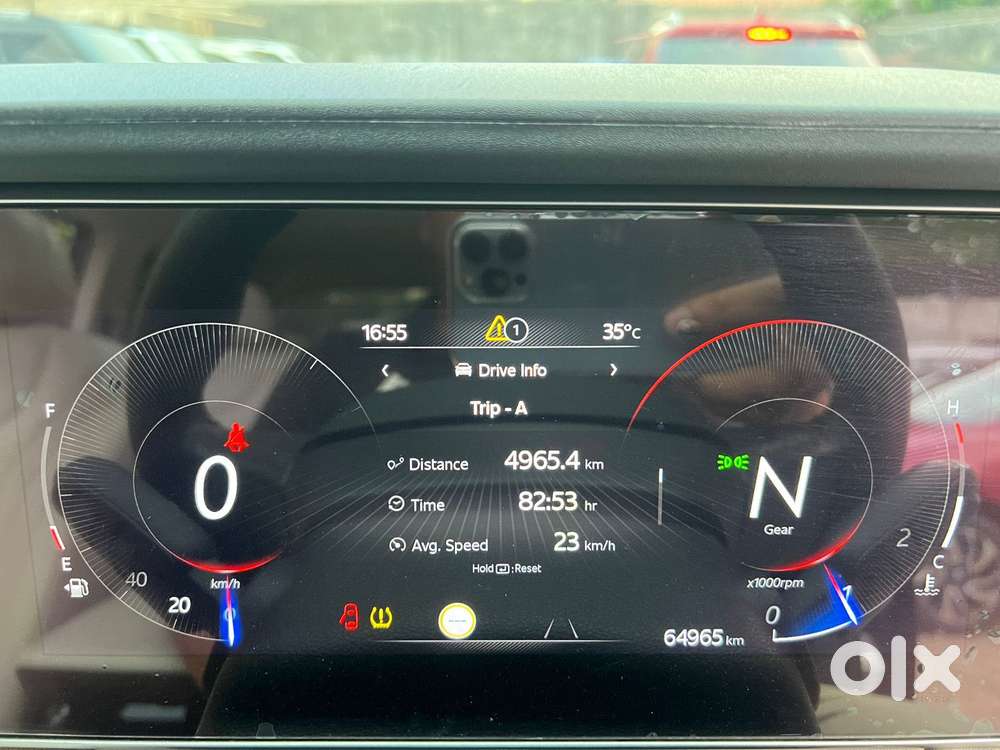 16:55
1
35°C
< Drive Info >
Trip - A
Distance 4965.4 km
Time 82:53 hr
Avg. Speed 23 km/h
Hold :Reset
F
E
0
km/h
40
20
0
N
Gear
H
C
2
1
0
x1000rpm
64965 km
olx